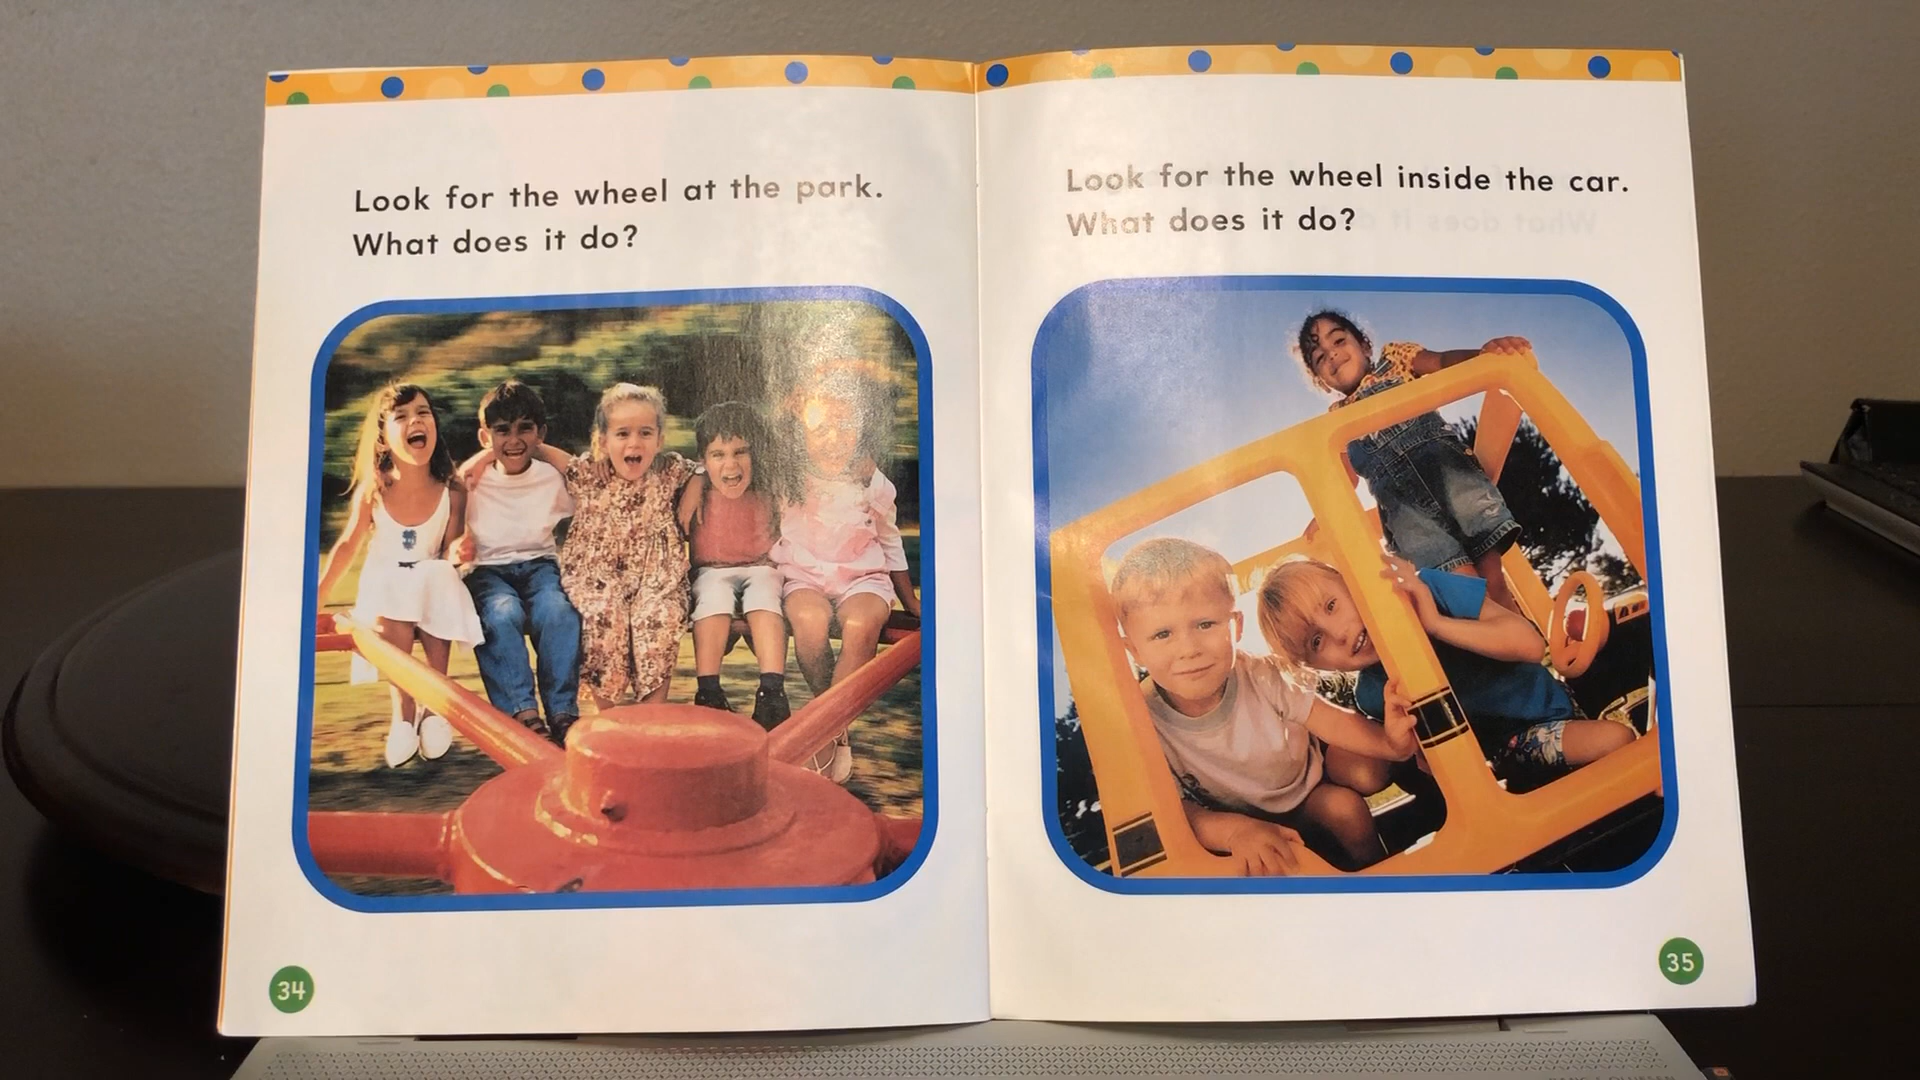 Look for the wheel at the park.
What does it do?
34
Look for the wheel inside the car.
What does it do?
35